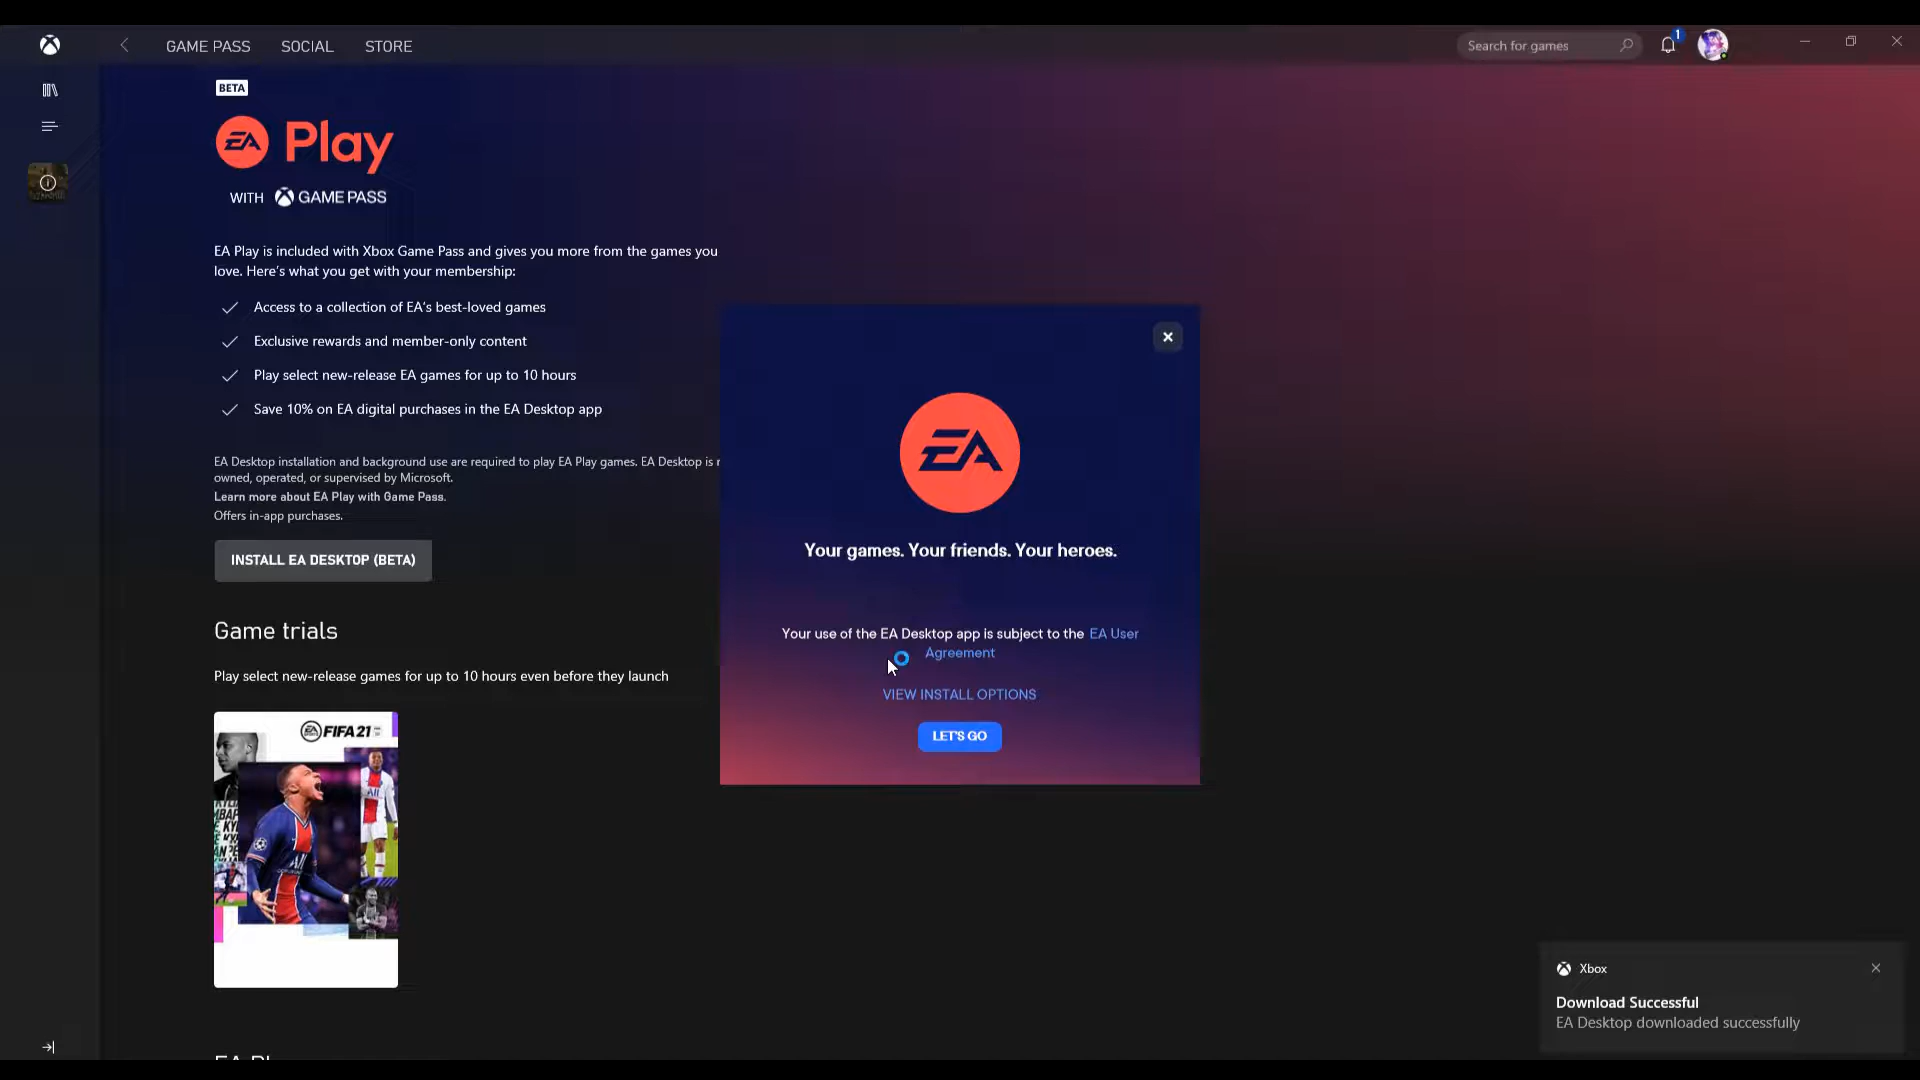 GAME PASS SOCIAL STORE
Search for games
1
BETA
EA Play
WITH GAME PASS
EA Play is included with Xbox Game Pass and gives you more from the games you
love. Here's what you get with your membership:
Access to a collection of EA's best-loved games
Exclusive rewards and member-only content
Play select new-release EA games for up to 10 hours
Save 10% on EA digital purchases in the EA Desktop app
EA Desktop installation and background use are required to play EA Play games. EA Desktop is
owned, operated, or supervised by Microsoft.
Learn more about EA Play with Game Pass.
Offers in-app purchases.
INSTALL EA DESKTOP (BETA)
Game trials
Play select new-release games for up to 10 hours even before they launch
EA SPORTS FIFA 21
EA
Your games. Your friends. Your heroes.
Your use of the EA Desktop app is subject to the EA User
Agreement
VIEW INSTALL OPTIONS
LET'S GO
Xbox
Download Successful
EA Desktop downloaded successfully